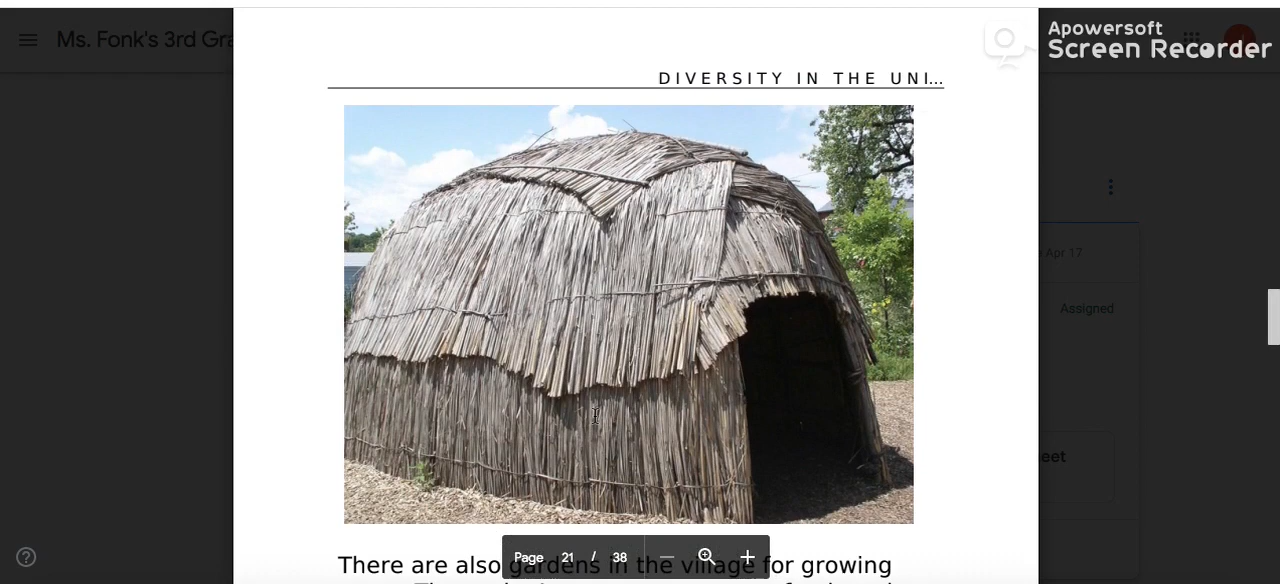 Ms. Fonk's 3rd Gra
Apowersoft
Screen Recorder
DIVERSITY IN THE UNI...
Apr 17
Assigned
eet
There are also gardens in the village for growing
Page 21 / 38